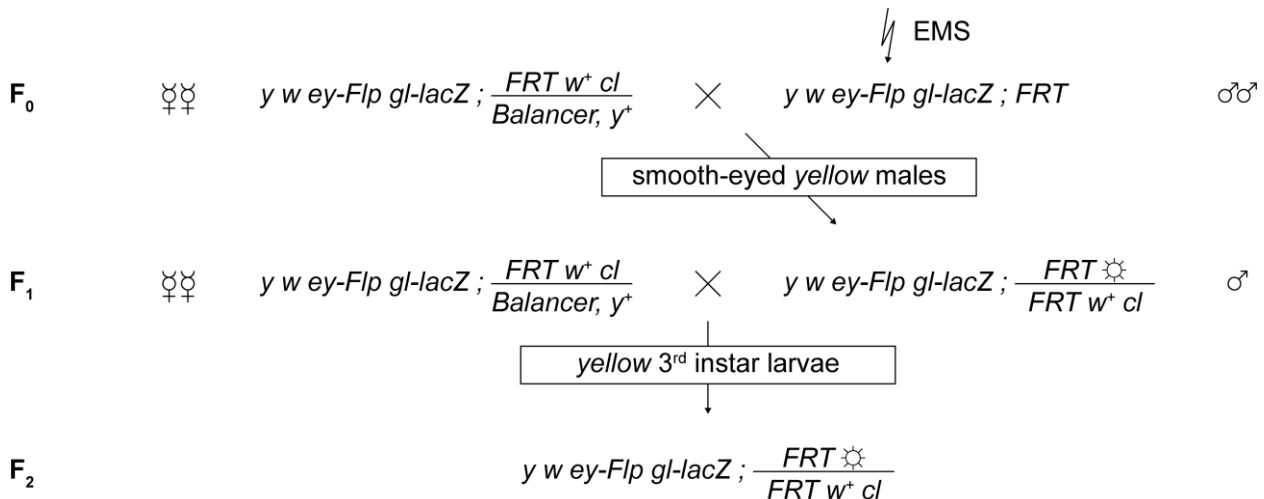 EMS
F₀ ☿☿ y w ey-Flp gl-lacZ ; FRT w⁺ cl / Balancer, y⁺ × y w ey-Flp gl-lacZ ; FRT ♂♂
smooth-eyed yellow males
F₁ ☿☿ y w ey-Flp gl-lacZ ; FRT w⁺ cl / Balancer, y⁺ × y w ey-Flp gl-lacZ ; FRT ☼ / FRT w⁺ cl ♂
yellow 3ʳᵈ instar larvae
F₂ y w ey-Flp gl-lacZ ; FRT ☼ / FRT w⁺ cl